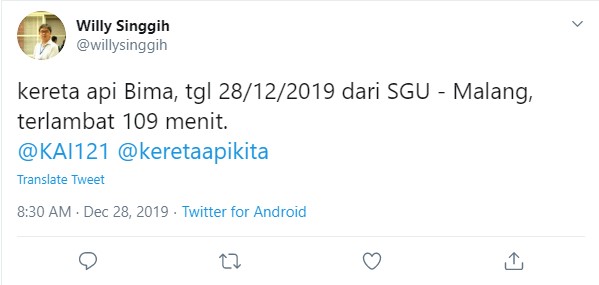 Willy Singgih
@willysinggih
kereta api Bima, tgl 28/12/2019 dari SGU - Malang,
terlambat 109 menit.
@KAI121 @keretaapikita
Translate Tweet
8:30 AM · Dec 28, 2019 · Twitter for Android